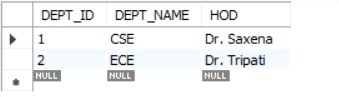 DEPT_ID DEPT_NAME HOD
1 CSE Dr. Saxena
2 ECE Dr. Tripati
NULL NULL NULL